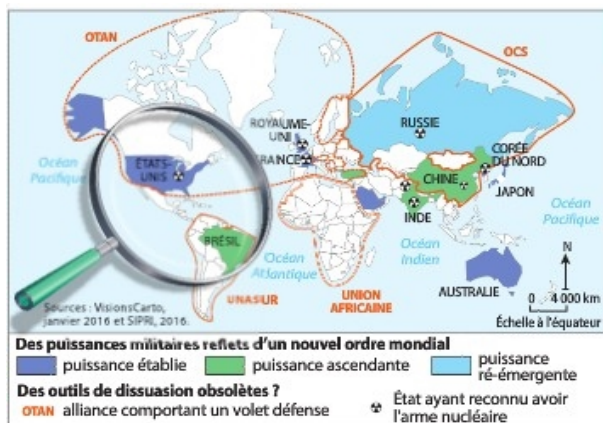 OTAN
OCS
ROYAUME-
UNI
FRANCE
RUSSIE
CORÉE
DU NORD
Océan
Pacifique
ÉTATS-
UNIS
CHINE
JAPON
INDE
Océan
Pacifique
BRÉSIL
Océan
Atlantique
Océan
Indien
N
UNASUR
UNION
AFRICAINE
AUSTRALIE
0 4 000 km
Échelle à l'équateur
Sources : VisionsCarto,
janvier 2016 et SIPRI, 2016.
Des puissances militaires reflets d'un nouvel ordre mondial
puissance établie
puissance ascendante
puissance
ré-émergente
Des outils de dissuasion obsolètes ?
OTAN alliance comportant un volet défense
État ayant reconnu avoir
l'arme nucléaire